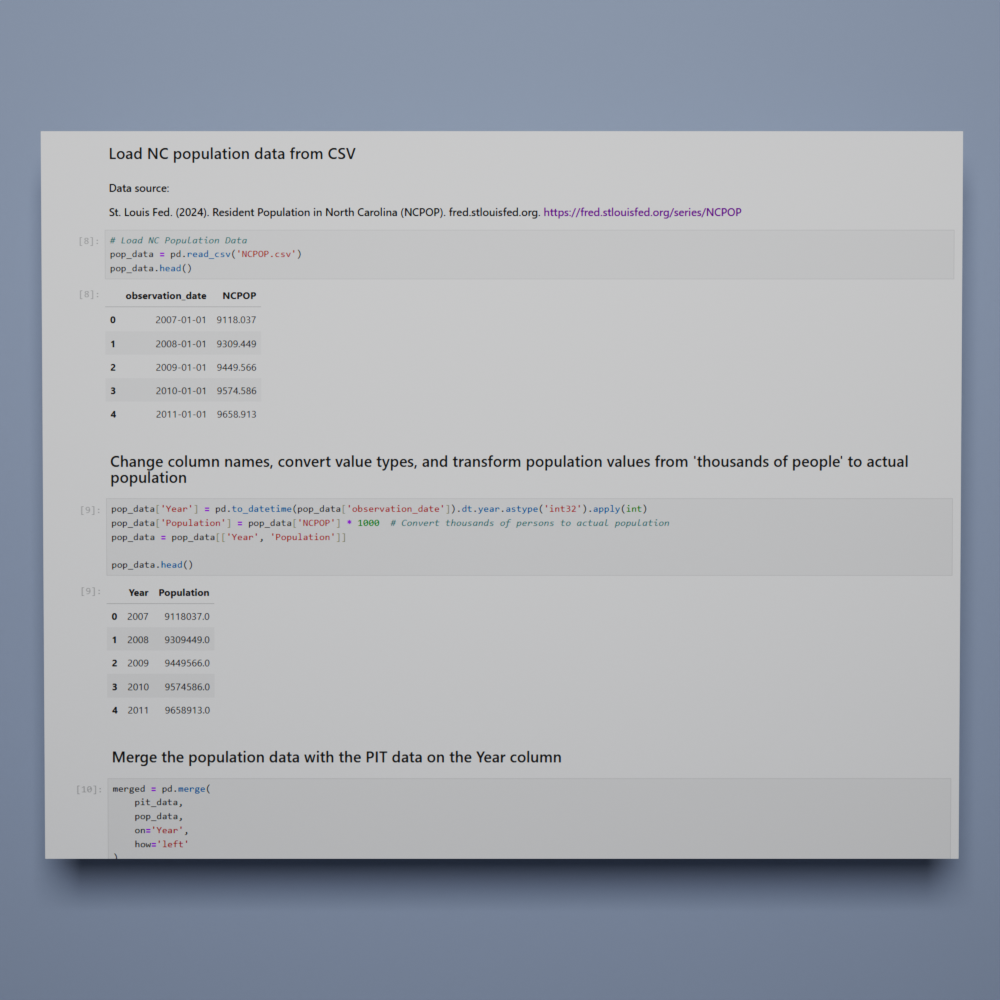 Load NC population data from CSV
Data source:
St. Louis Fed. (2024). Resident Population in North Carolina (NCPOP). fred.stlouisfed.org. https://fred.stlouisfed.org/series/NCPOP
[8]: # Load NC Population Data
pop_data = pd.read_csv('NCPOP.csv')
pop_data.head()
[8]: observation_date NCPOP
0 2007-01-01 9118.037
1 2008-01-01 9309.449
2 2009-01-01 9449.566
3 2010-01-01 9574.586
4 2011-01-01 9658.913
Change column names, convert value types, and transform population values from 'thousands of people' to actual
population
[9]: pop_data['Year'] = pd.to_datetime(pop_data['observation_date']).dt.year.astype('int32').apply(int)
pop_data['Population'] = pop_data['NCPOP'] * 1000 # Convert thousands of persons to actual population
pop_data = pop_data[['Year', 'Population']]
pop_data.head()
[9]: Year Population
0 2007 9118037.0
1 2008 9309449.0
2 2009 9449566.0
3 2010 9574586.0
4 2011 9658913.0
Merge the population data with the PIT data on the Year column
[10]: merged = pd.merge(
pit_data,
pop_data,
on='Year',
how='left'
)